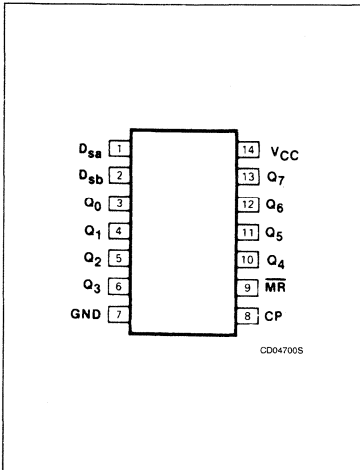 Dsa 1 14 VCC
Dsb 2 13 Q7
Q0 3 12 Q6
Q1 4 11 Q5
Q2 5 10 Q4
Q3 6 9 MR
GND 7 8 CP
CD04700S